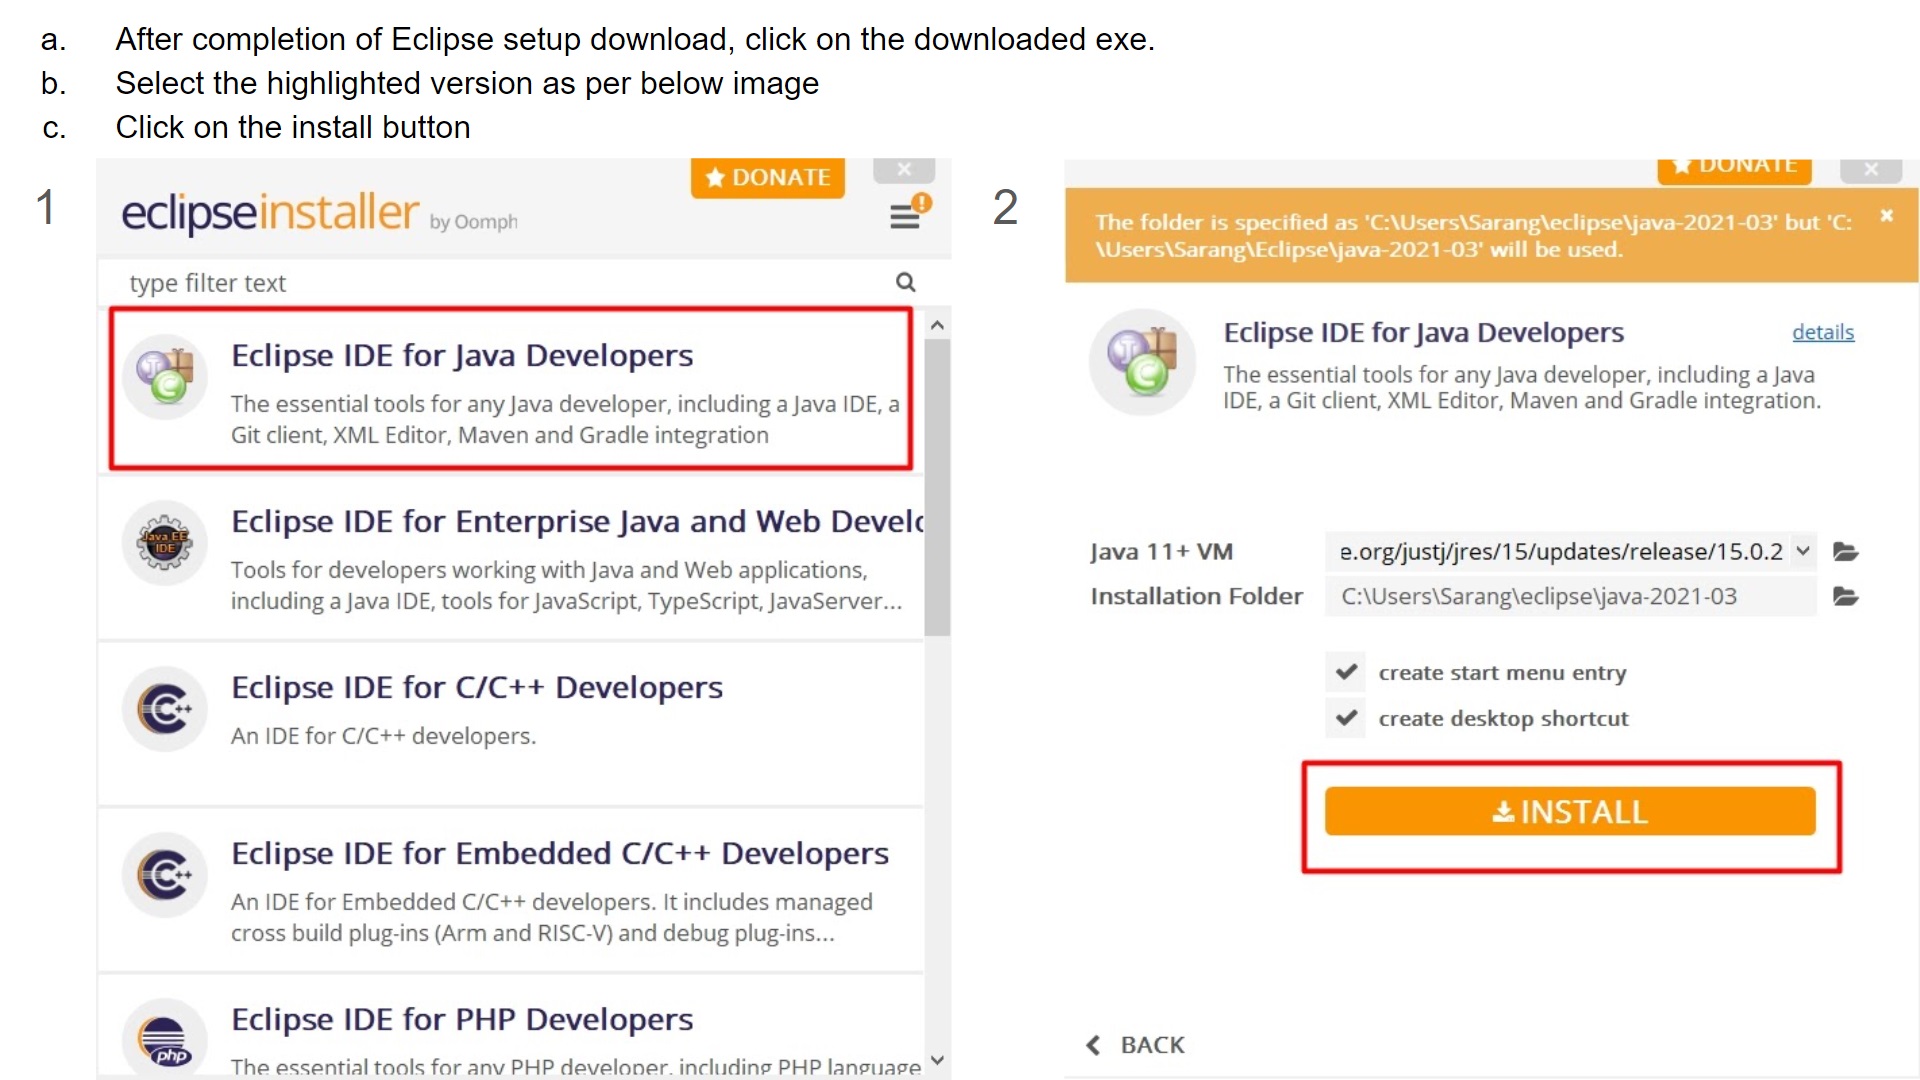 a. After completion of Eclipse setup download, click on the downloaded exe.
b. Select the highlighted version as per below image
c. Click on the install button
1
DONATE
eclipseinstaller by Oomph
type filter text
Eclipse IDE for Java Developers
The essential tools for any Java developer, including a Java IDE, a
Git client, XML Editor, Maven and Gradle integration
Java EE
IDE
Eclipse IDE for Enterprise Java and Web Develo
Tools for developers working with Java and Web applications,
including a Java IDE, tools for JavaScript, TypeScript, JavaServer...
Eclipse IDE for C/C++ Developers
An IDE for C/C++ developers.
Eclipse IDE for Embedded C/C++ Developers
An IDE for Embedded C/C++ developers. It includes managed
cross build plug-ins (Arm and RISC-V) and debug plug-ins...
php
Eclipse IDE for PHP Developers
The essential tools for any PHP developer, including PHP language
2
DONATE
The folder is specified as 'C:\Users\Sarang\eclipse\java-2021-03' but 'C:
\Users\Sarang\Eclipse\java-2021-03' will be used.
Eclipse IDE for Java Developers
details
The essential tools for any Java developer, including a Java
IDE, a Git client, XML Editor, Maven and Gradle integration.
Java 11+ VM e.org/justj/jres/15/updates/release/15.0.2
Installation Folder C:\Users\Sarang\eclipse\java-2021-03
create start menu entry
create desktop shortcut
INSTALL
BACK